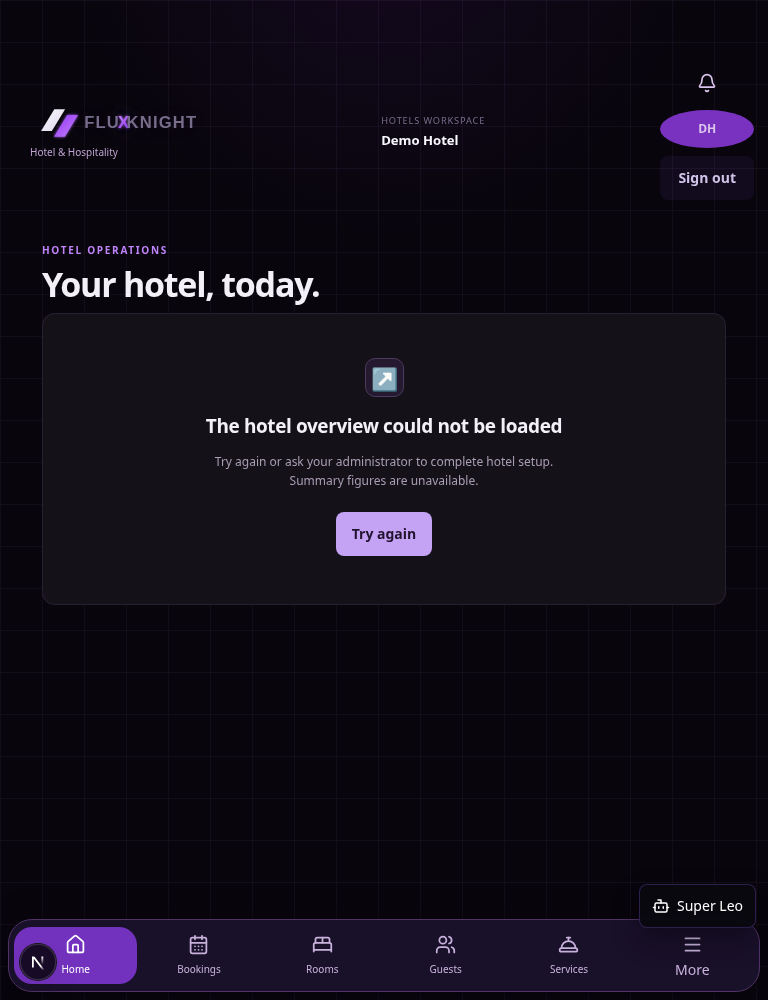 FLUXKNIGHT
Hotel & Hospitality
HOTELS WORKSPACE
Demo Hotel
DH
Sign out
HOTEL OPERATIONS
Your hotel, today.
The hotel overview could not be loaded
Try again or ask your administrator to complete hotel setup.
Summary figures are unavailable.
Try again
Super Leo
N
Home
Bookings
Rooms
Guests
Services
More